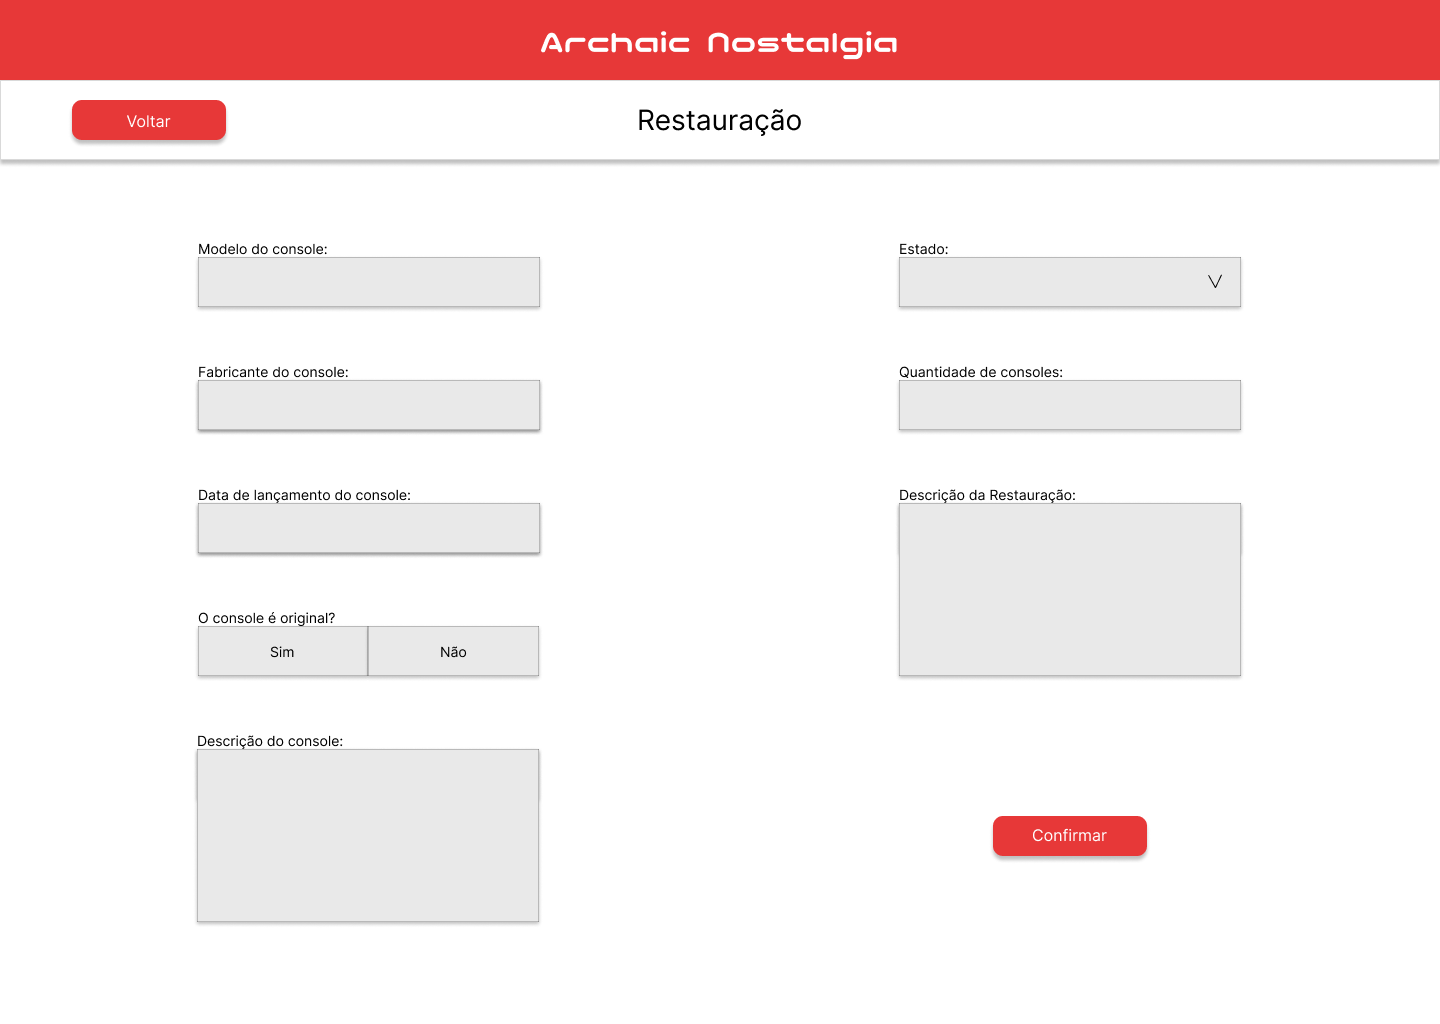 Archaic Nostalgia
Voltar
Restauração
Modelo do console:
Fabricante do console:
Data de lançamento do console:
O console é original?
Sim
Não
Descrição do console:
Estado:
Quantidade de consoles:
Descrição da Restauração:
Confirmar